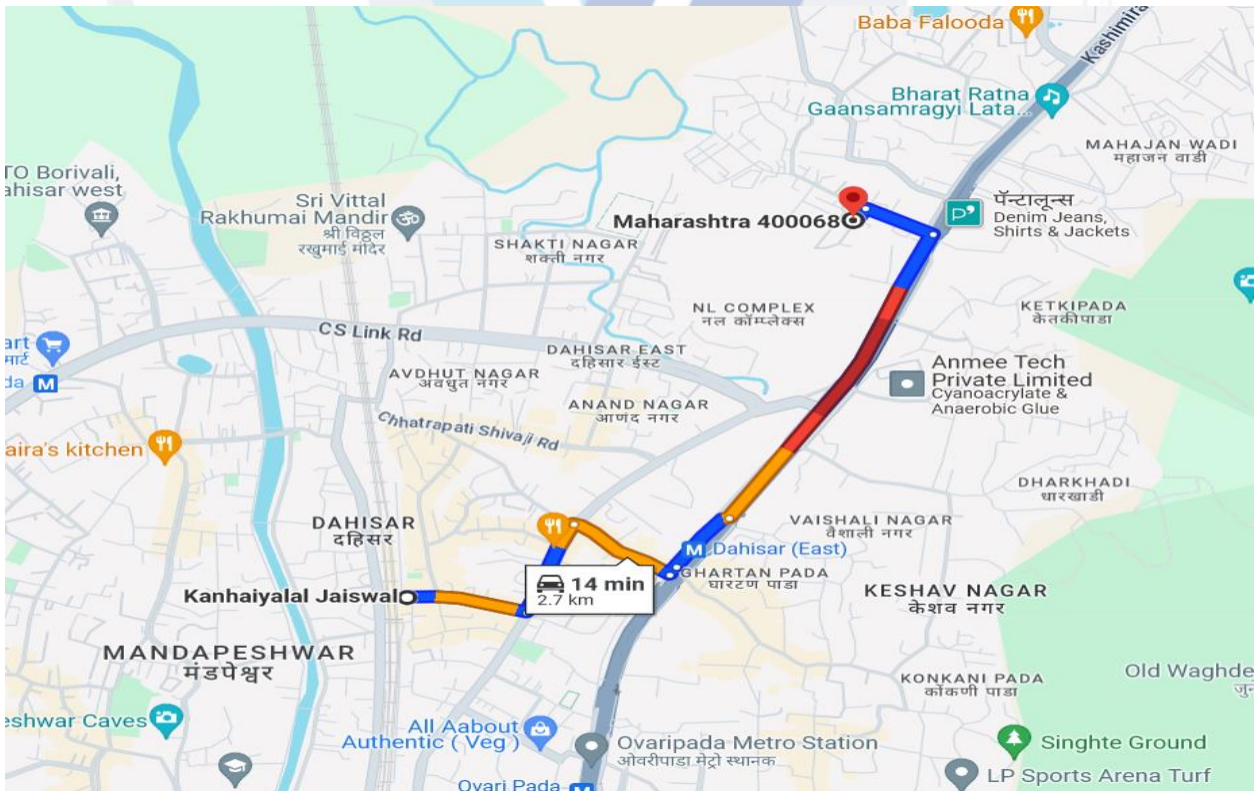 Baba Falooda
Kashimira
Bharat Ratna
Gaansamragyi Lata...
MAHAJAN WADI
महाजन वाडी
TO Borivali,
ahisar west
Sri Vittal
Rakhumai Mandir
श्री विठ्ठल
रखुमाई मंदिर
Maharashtra 400068
पॅन्टालून्स
Denim Jeans,
Shirts & Jackets
SHAKTI NAGAR
शक्ती नगर
NL COMPLEX
नल कॉम्प्लेक्स
KETKIPADA
केतकीपाडा
CS Link Rd
art
मार्ट
da M
DAHISAR EAST
दहिसर ईस्ट
AVDHUT NAGAR
अवधुत नगर
Anmee Tech
Private Limited
Cyanoacrylate &
Anaerobic Glue
ANAND NAGAR
आणंद नगर
Chhatrapati Shivaji Rd
aira's kitchen
DHARKHADI
धारखाडी
DAHISAR
दहिसर
VAISHALI NAGAR
वैशाली नगर
M Dahisar (East)
GHARTAN PADA
घारटण पाडा
14 min
2.7 km
KESHAV NAGAR
केशव नगर
Kanhaiyalal Jaiswal
MANDAPESHWAR
मंडपेश्वर
KONKANI PADA
कोंकणी पाडा
Old Waghde
जु
eshwar Caves
All Aabout
Authentic ( Veg )
Ovaripada Metro Station
ओवरीपाडा मेट्रो स्थानक
Singhte Ground
LP Sports Arena Turf
Ovari Pada M